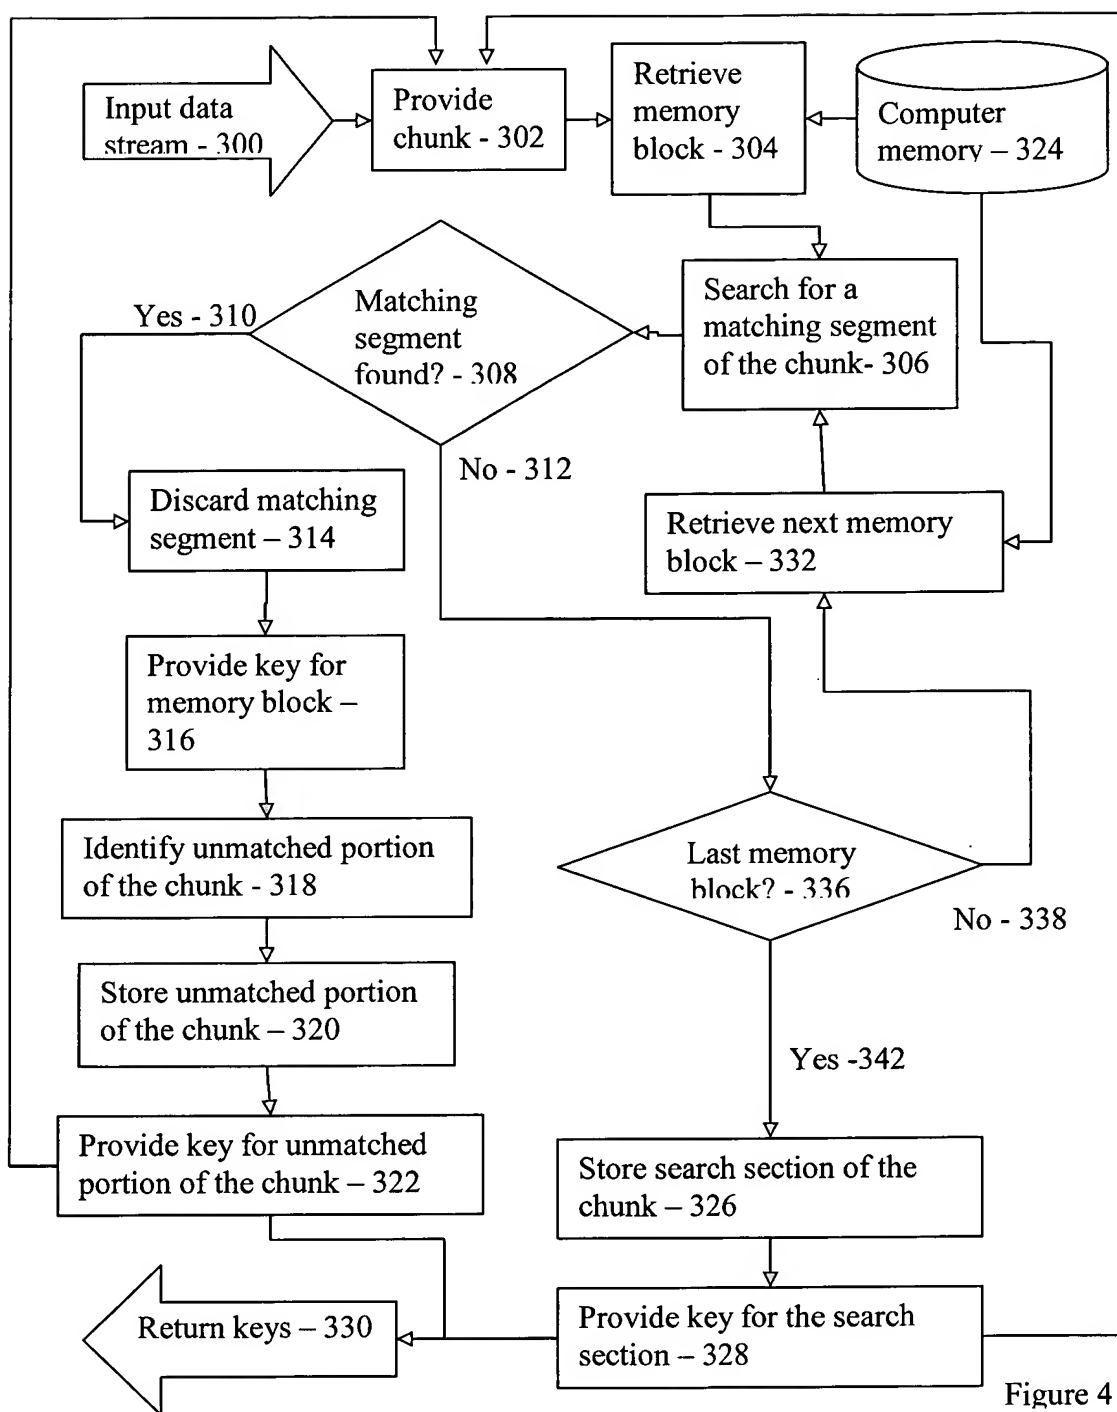 Input data
stream - 300
Provide
chunk - 302
Retrieve
memory
block - 304
Computer
memory – 324
Yes - 310
Matching
segment
found? - 308
Search for a
matching segment
of the chunk- 306
No - 312
Discard matching
segment – 314
Retrieve next memory
block – 332
Provide key for
memory block –
316
Identify unmatched portion
of the chunk - 318
Last memory
block? - 336
No - 338
Store unmatched portion
of the chunk – 320
Yes -342
Provide key for unmatched
portion of the chunk – 322
Store search section of the
chunk – 326
Return keys – 330
Provide key for the search
section – 328
Figure 4